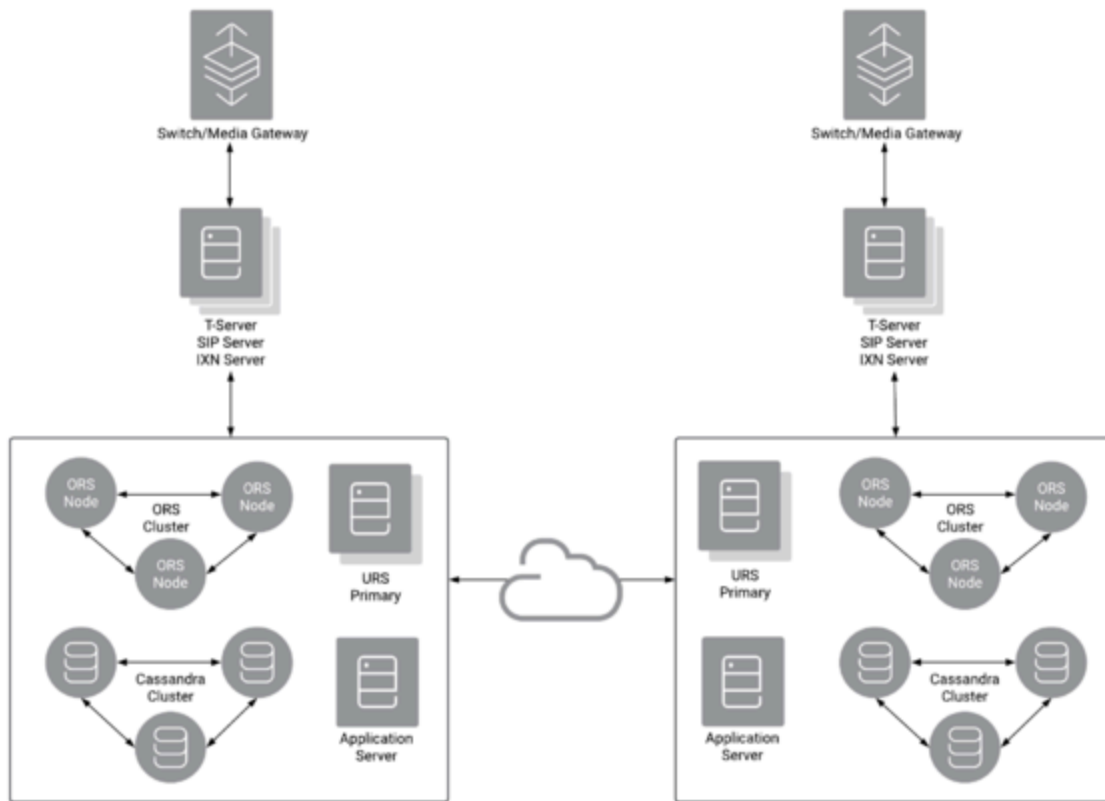 Switch/Media Gateway
Switch/Media Gateway
T-Server
SIP Server
IXN Server
T-Server
SIP Server
IXN Server
ORS
Node
ORS
Node
ORS
Cluster
ORS
Node
URS
Primary
Cassandra
Cluster
Application
Server
URS
Primary
ORS
Node
ORS
Node
ORS
Cluster
ORS
Node
Application
Server
Cassandra
Cluster